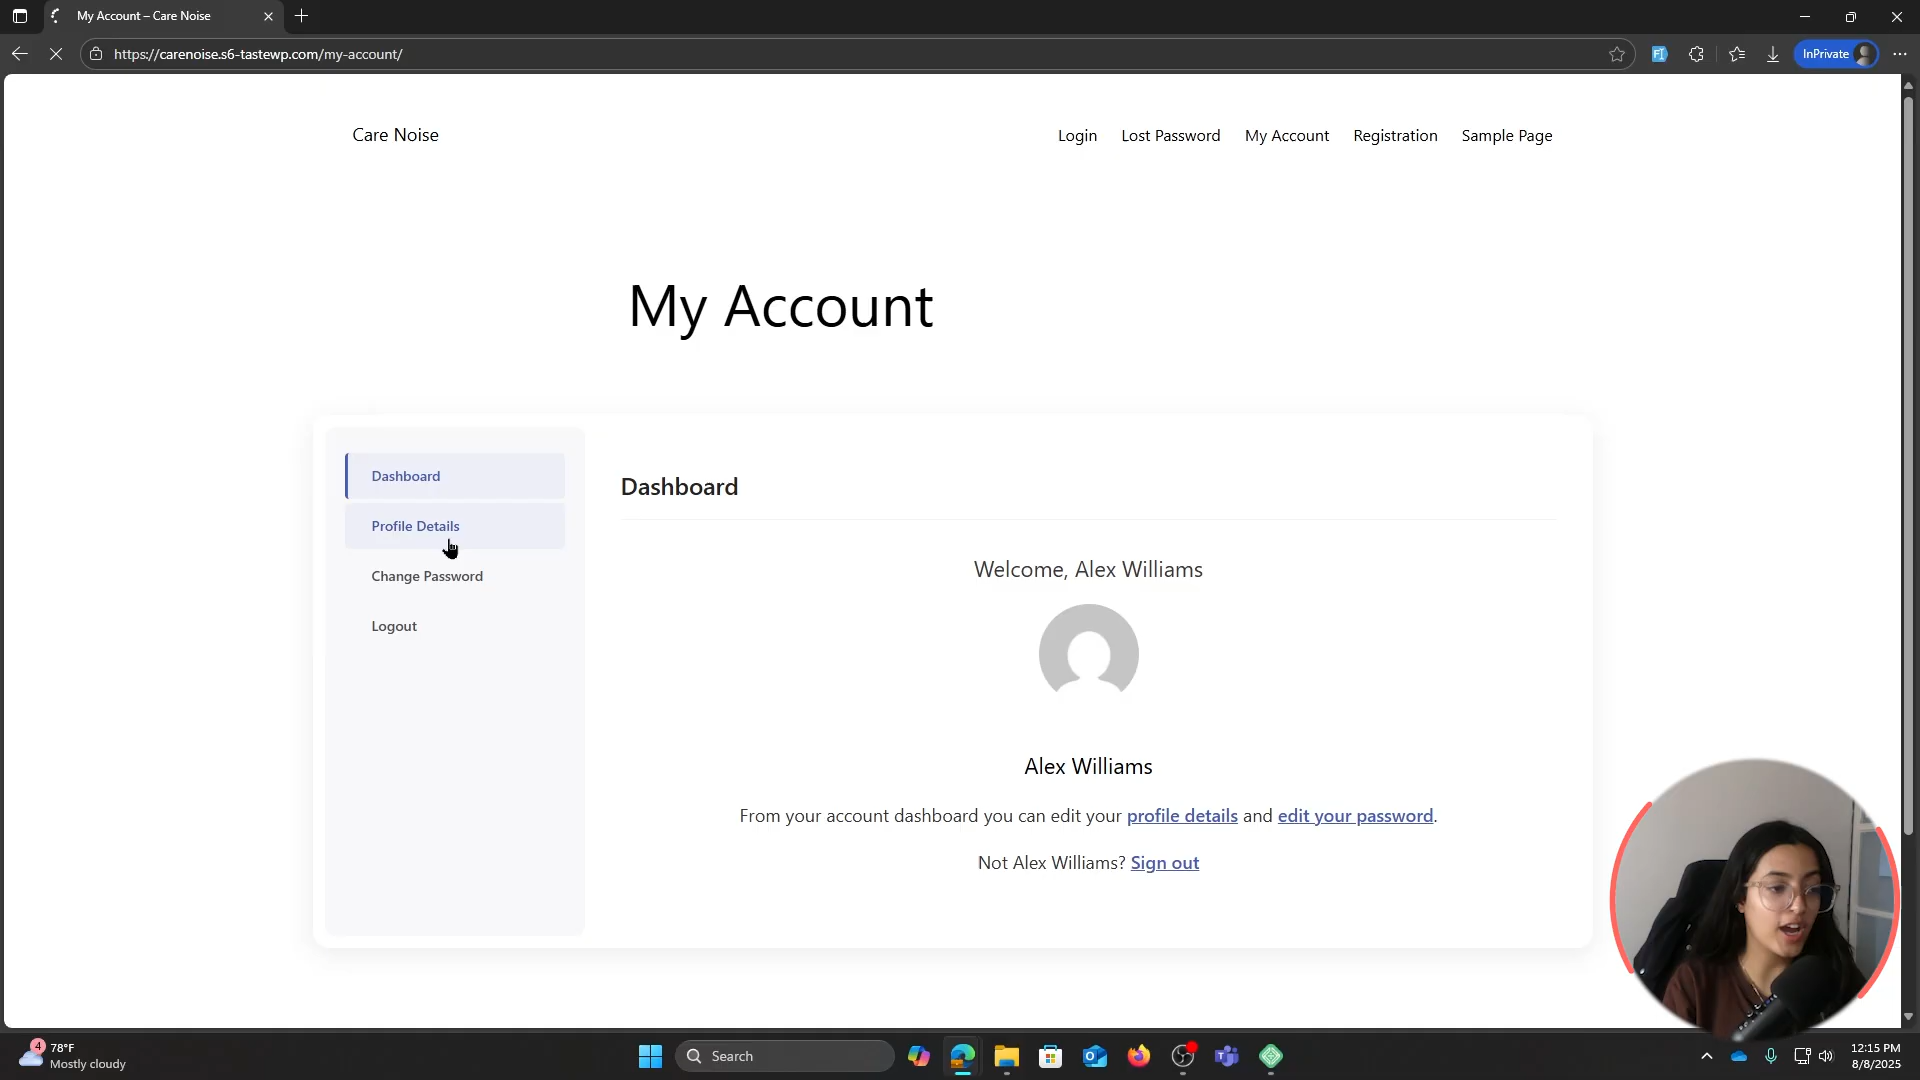 My Account – Care Noise
https://carenoise.s6-tastewp.com/my-account/
InPrivate
Care Noise
Login Lost Password My Account Registration Sample Page
My Account
Dashboard
Profile Details
Change Password
Logout
Dashboard
Welcome, Alex Williams
Alex Williams
From your account dashboard you can edit your profile details and edit your password.
Not Alex Williams? Sign out
4
78°F
Mostly cloudy
Search
12:15 PM
8/8/2025